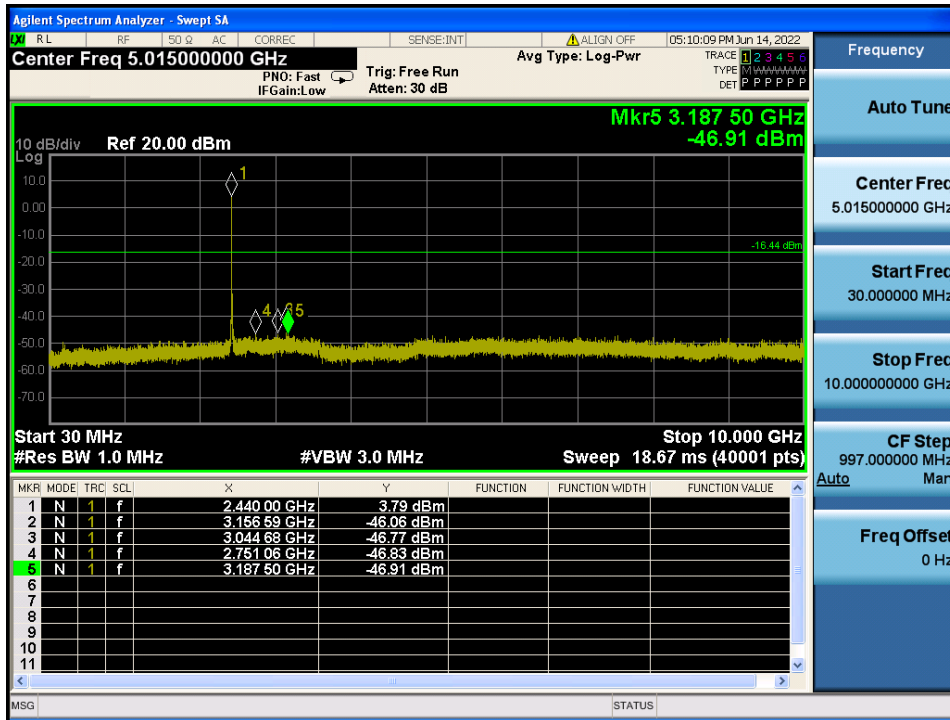 Agilent Spectrum Analyzer - Swept SA
LXI RL RF 50 Ω AC CORREC SENSE:INT ALIGN OFF 05:10:09 PM Jun 14, 2022
Center Freq 5.015000000 GHz
PNO: Fast
IFGain:Low
Trig: Free Run
Atten: 30 dB
Avg Type: Log-Pwr
TRACE 1 2 3 4 5 6
TYPE M W W W W W
DET P P P P P P
Mkr5 3.187 50 GHz
-46.91 dBm
10 dB/div
Log
Ref 20.00 dBm
10.0
0.00
-10.0
-20.0
-30.0
-40.0
-50.0
-60.0
-70.0
1
-16.44 dBm
4
5
Start 30 MHz
Stop 10.000 GHz
#Res BW 1.0 MHz
#VBW 3.0 MHz
Sweep 18.67 ms (40001 pts)
MKR MODE TRC SCL X Y FUNCTION FUNCTION WIDTH FUNCTION VALUE
1 N 1 f 2.440 00 GHz 3.79 dBm
2 N 1 f 3.156 59 GHz -46.06 dBm
3 N 1 f 3.044 68 GHz -46.77 dBm
4 N 1 f 2.751 06 GHz -46.83 dBm
5 N 1 f 3.187 50 GHz -46.91 dBm
6
7
8
9
10
11
MSG
STATUS
Frequency
Auto Tune
Center Freq
5.015000000 GHz
Start Freq
30.000000 MHz
Stop Freq
10.000000000 GHz
CF Step
997.000000 MHz
Auto Man
Freq Offset
0 Hz